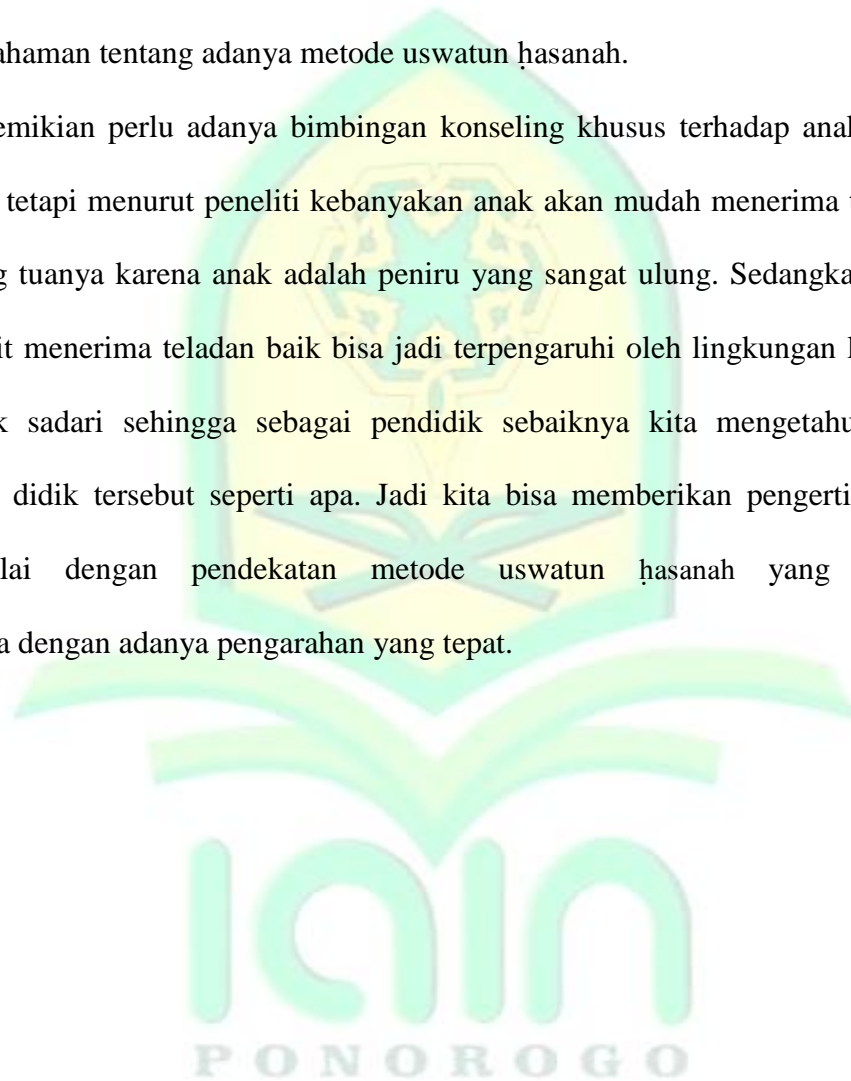 ahaman tentang adanya metode uswatun ḥasanah.
emikian perlu adanya bimbingan konseling khusus terhadap anak
tetapi menurut peneliti kebanyakan anak akan mudah menerima
g tuanya karena anak adalah peniru yang sangat ulung. Sedangka
it menerima teladan baik bisa jadi terpengaruhi oleh lingkungan
k sadari sehingga sebagai pendidik sebaiknya kita mengetahu
didik tersebut seperti apa. Jadi kita bisa memberikan pengerti
lai dengan pendekatan metode uswatun ḥasanah yang
a dengan adanya pengarahan yang tepat.
IAIN
PONOROGO